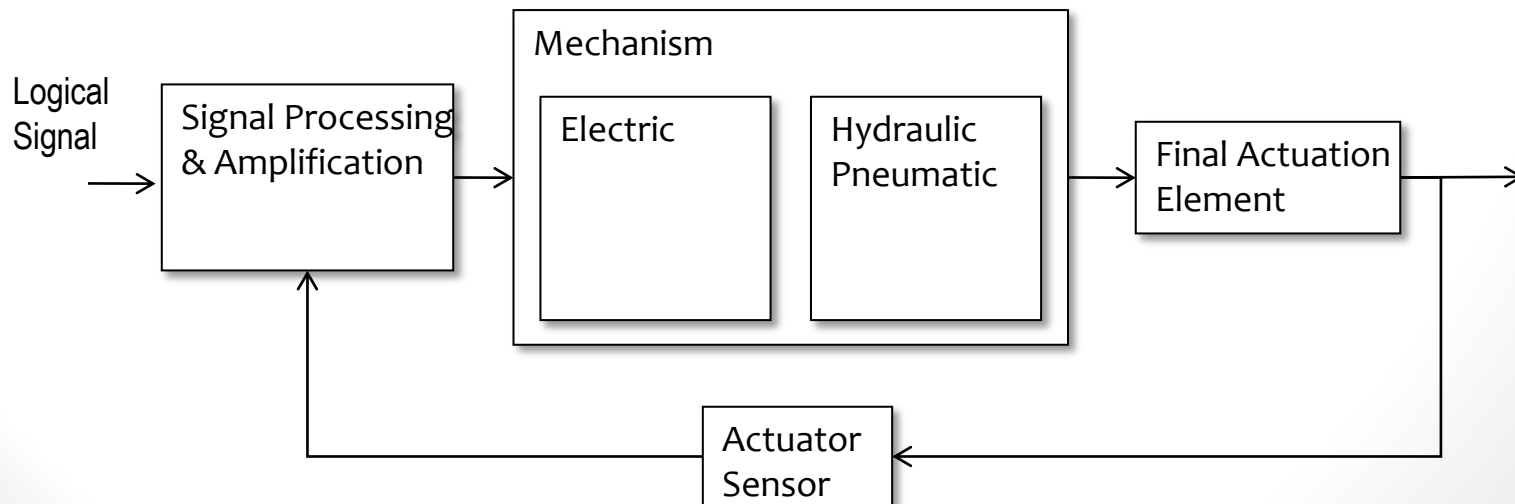 Logical
Signal
Signal Processing
& Amplification
Mechanism
Electric
Hydraulic
Pneumatic
Final Actuation
Element
Actuator
Sensor